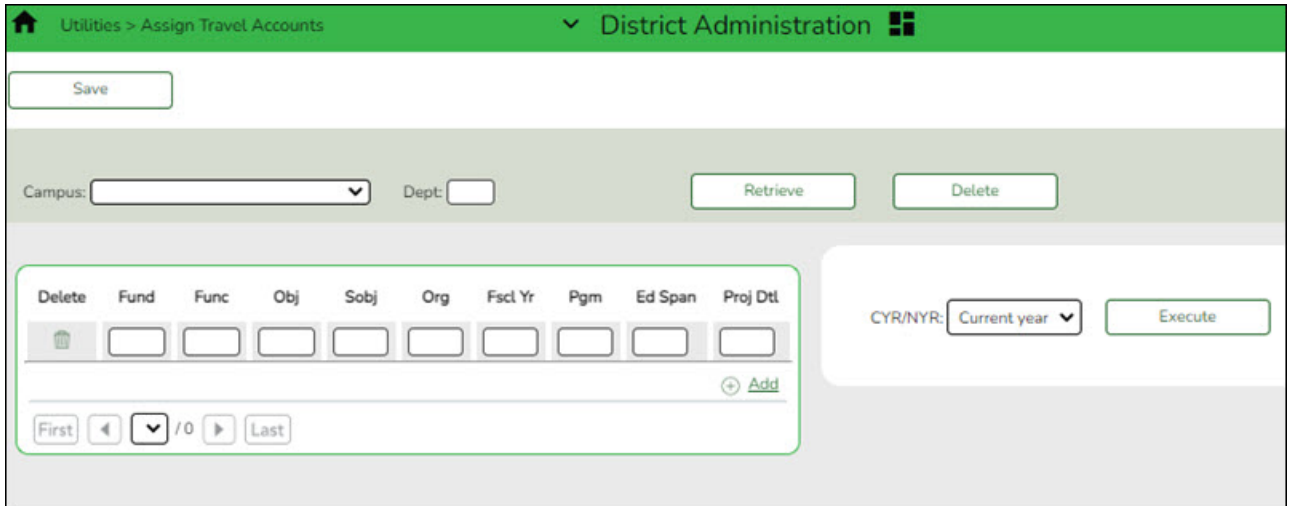 Utilities > Assign Travel Accounts
District Administration
Save
Campus:
Dept:
Retrieve
Delete
Delete Fund Func Obj Sobj Org Fscl Yr Pgm Ed Span Proj Dtl
CYR/NYR: Current year
Execute
Add
First / 0 Last